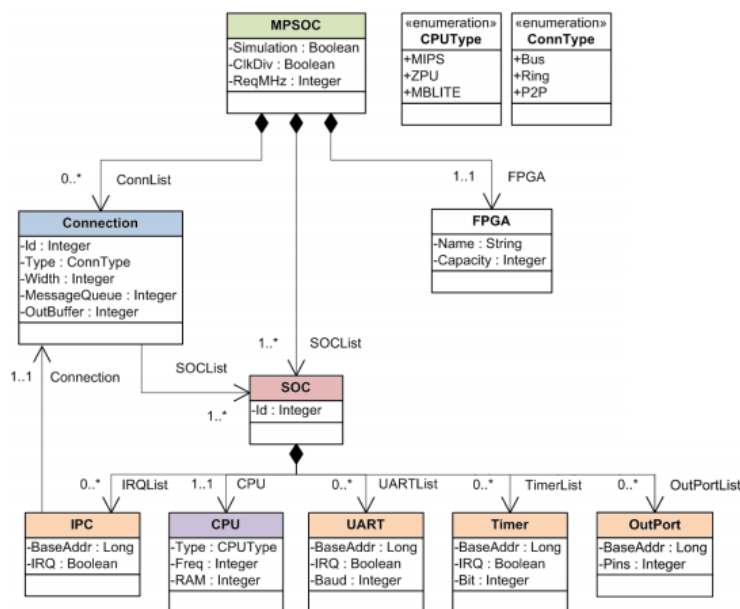 MPSOC
-Simulation : Boolean
-ClkDiv : Boolean
-ReqMHz : Integer
«enumeration»
CPUType
+MIPS
+ZPU
+MBLITE
«enumeration»
ConnType
+Bus
+Ring
+P2P
0..*
ConnList
1..1
FPGA
Connection
-Id : Integer
-Type : ConnType
-Width : Integer
-MessageQueue : Integer
-OutBuffer : Integer
FPGA
-Name : String
-Capacity : Integer
1..*
SOCList
1..1
Connection
SOCList
1..*
SOC
-Id : Integer
0..*
IRQList
1..1
CPU
0..*
UARTList
0..*
TimerList
0..*
OutPortList
IPC
-BaseAddr : Long
-IRQ : Boolean
CPU
-Type : CPUType
-Freq : Integer
-RAM : Integer
UART
-BaseAddr : Long
-IRQ : Boolean
-Baud : Integer
Timer
-BaseAddr : Long
-IRQ : Boolean
-Bit : Integer
OutPort
-BaseAddr : Long
-Pins : Integer